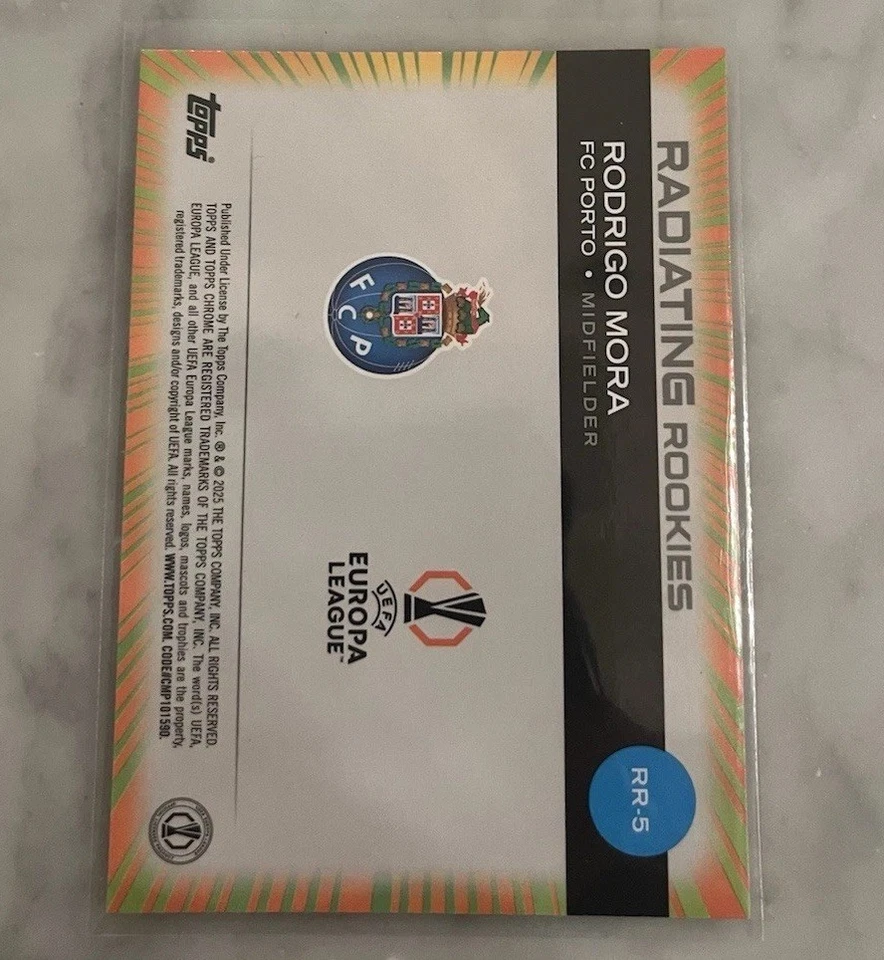 RADIATING ROOKIES
RODRIGO MORA
FC PORTO • MIDFIELDER
RR-5
FCP
UEFA
EUROPA
LEAGUE™
topps®
Published Under License by The Topps Company, Inc. ® & © 2025 THE TOPPS COMPANY, INC. ALL RIGHTS RESERVED.
TOPPS AND TOPPS CHROME ARE REGISTERED TRADEMARKS OF THE TOPPS COMPANY, INC. The word(s) UEFA,
EUROPA LEAGUE, and all other UEFA Europa League marks, names, logos, mascots and trophies are the property,
registered trademarks, designs and/or copyright of UEFA. All rights reserved. WWW.TOPPS.COM. CODE#CMP101590.